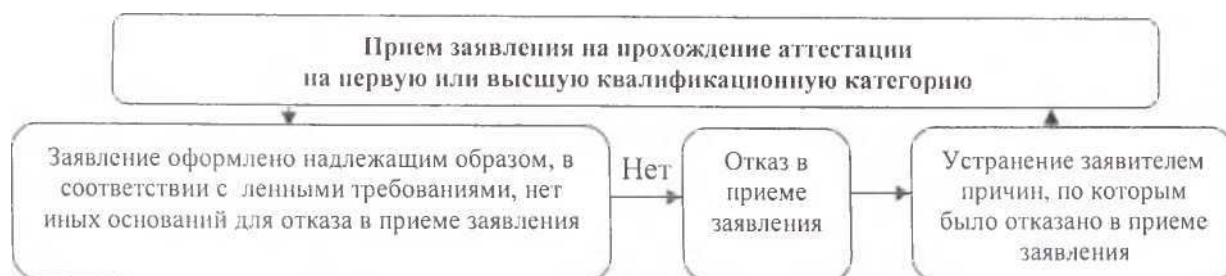 Прием заявления на прохождение аттестации
на первую или высшую квалификационную категорию
Заявление оформлено надлежащим образом, в
соответствии с ленными требованиями, нет
иных оснований для отказа в приеме заявления
Нет
Отказ в
приеме
заявления
Устранение заявителем
причин, по которым
было отказано в приеме
заявления